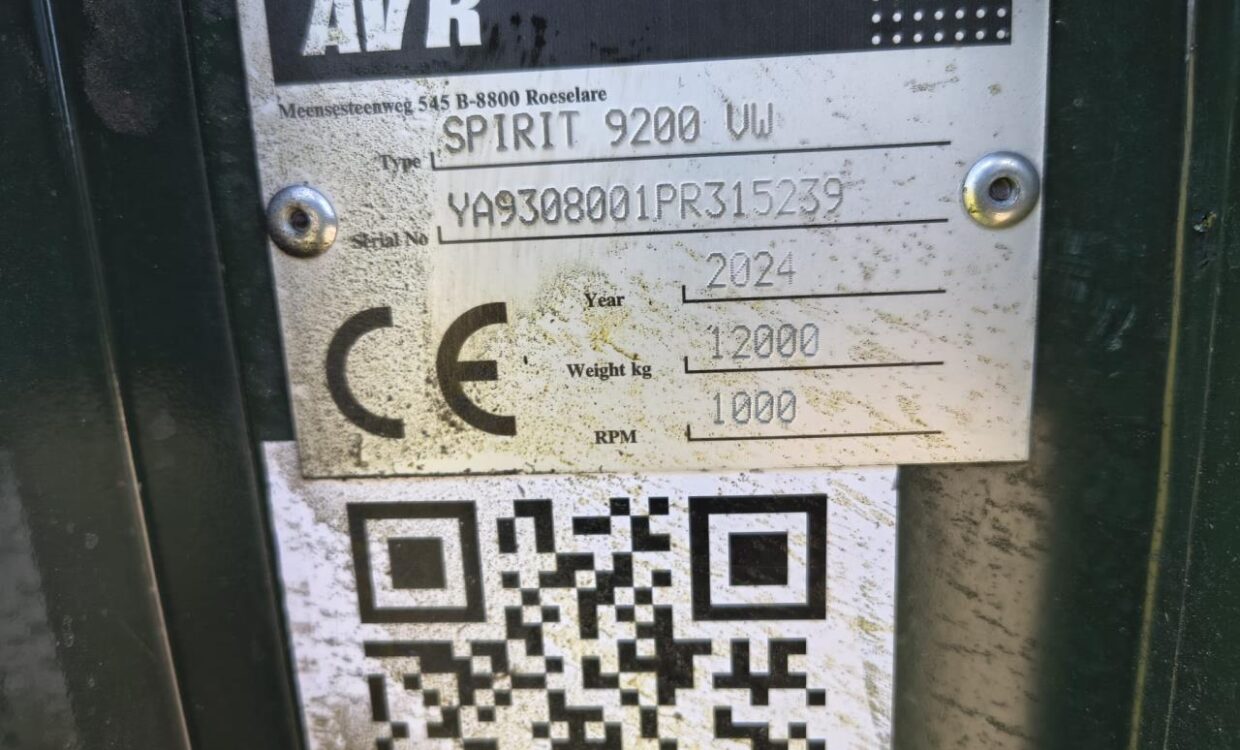 AVR
Meensesteenweg 545 B-8800 Roeselare
Type SPIRIT 9200 VW
Serial No YA9308001PR315239
Year 2024
CE
Weight kg 12000
RPM 1000